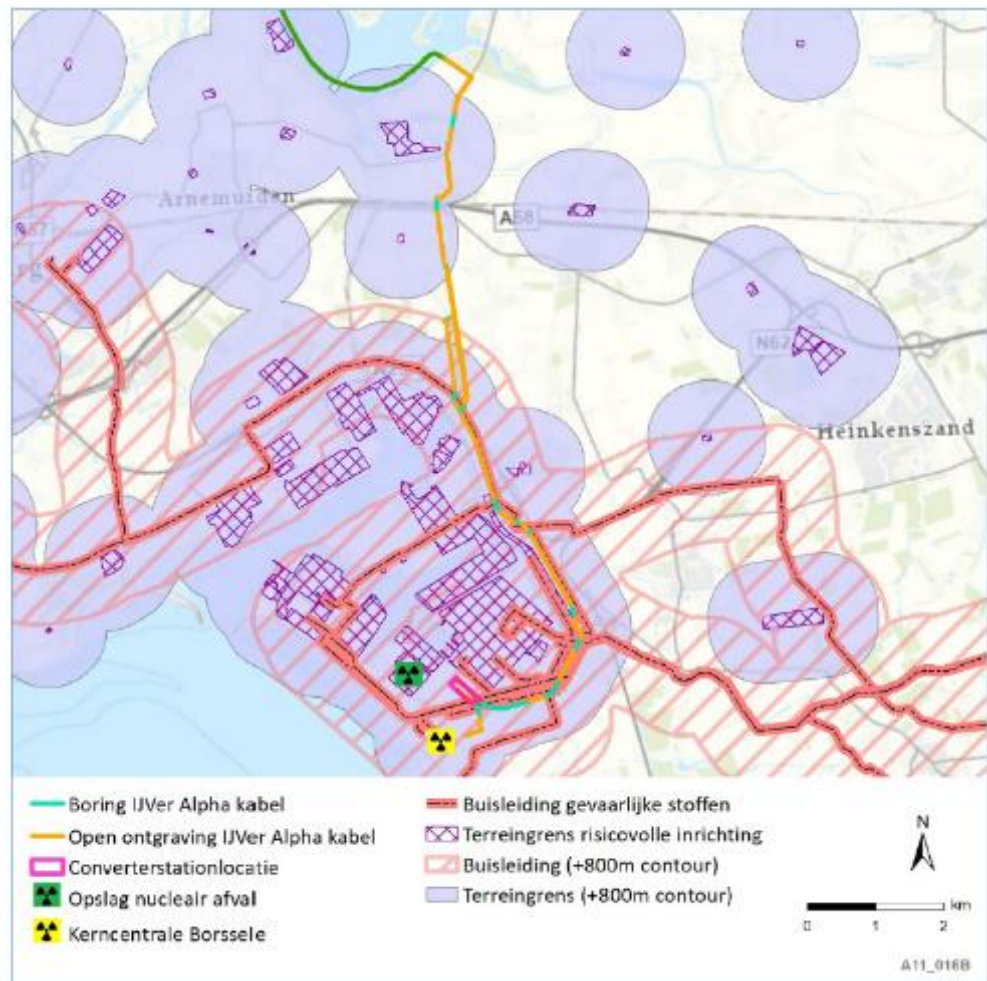 Arnemuiden
A58
N62
Heinkenszand
Boring IJVer Alpha kabel
Open ontgraving IJVer Alpha kabel
Converterstationlocatie
Opslag nucleair afval
Kerncentrale Borssele
Buisleiding gevaarlijke stoffen
Terreingrens risicovolle inrichting
Buisleiding (+800m contour)
Terreingrens (+800m contour)
N
km
0 1 2
A11_016B